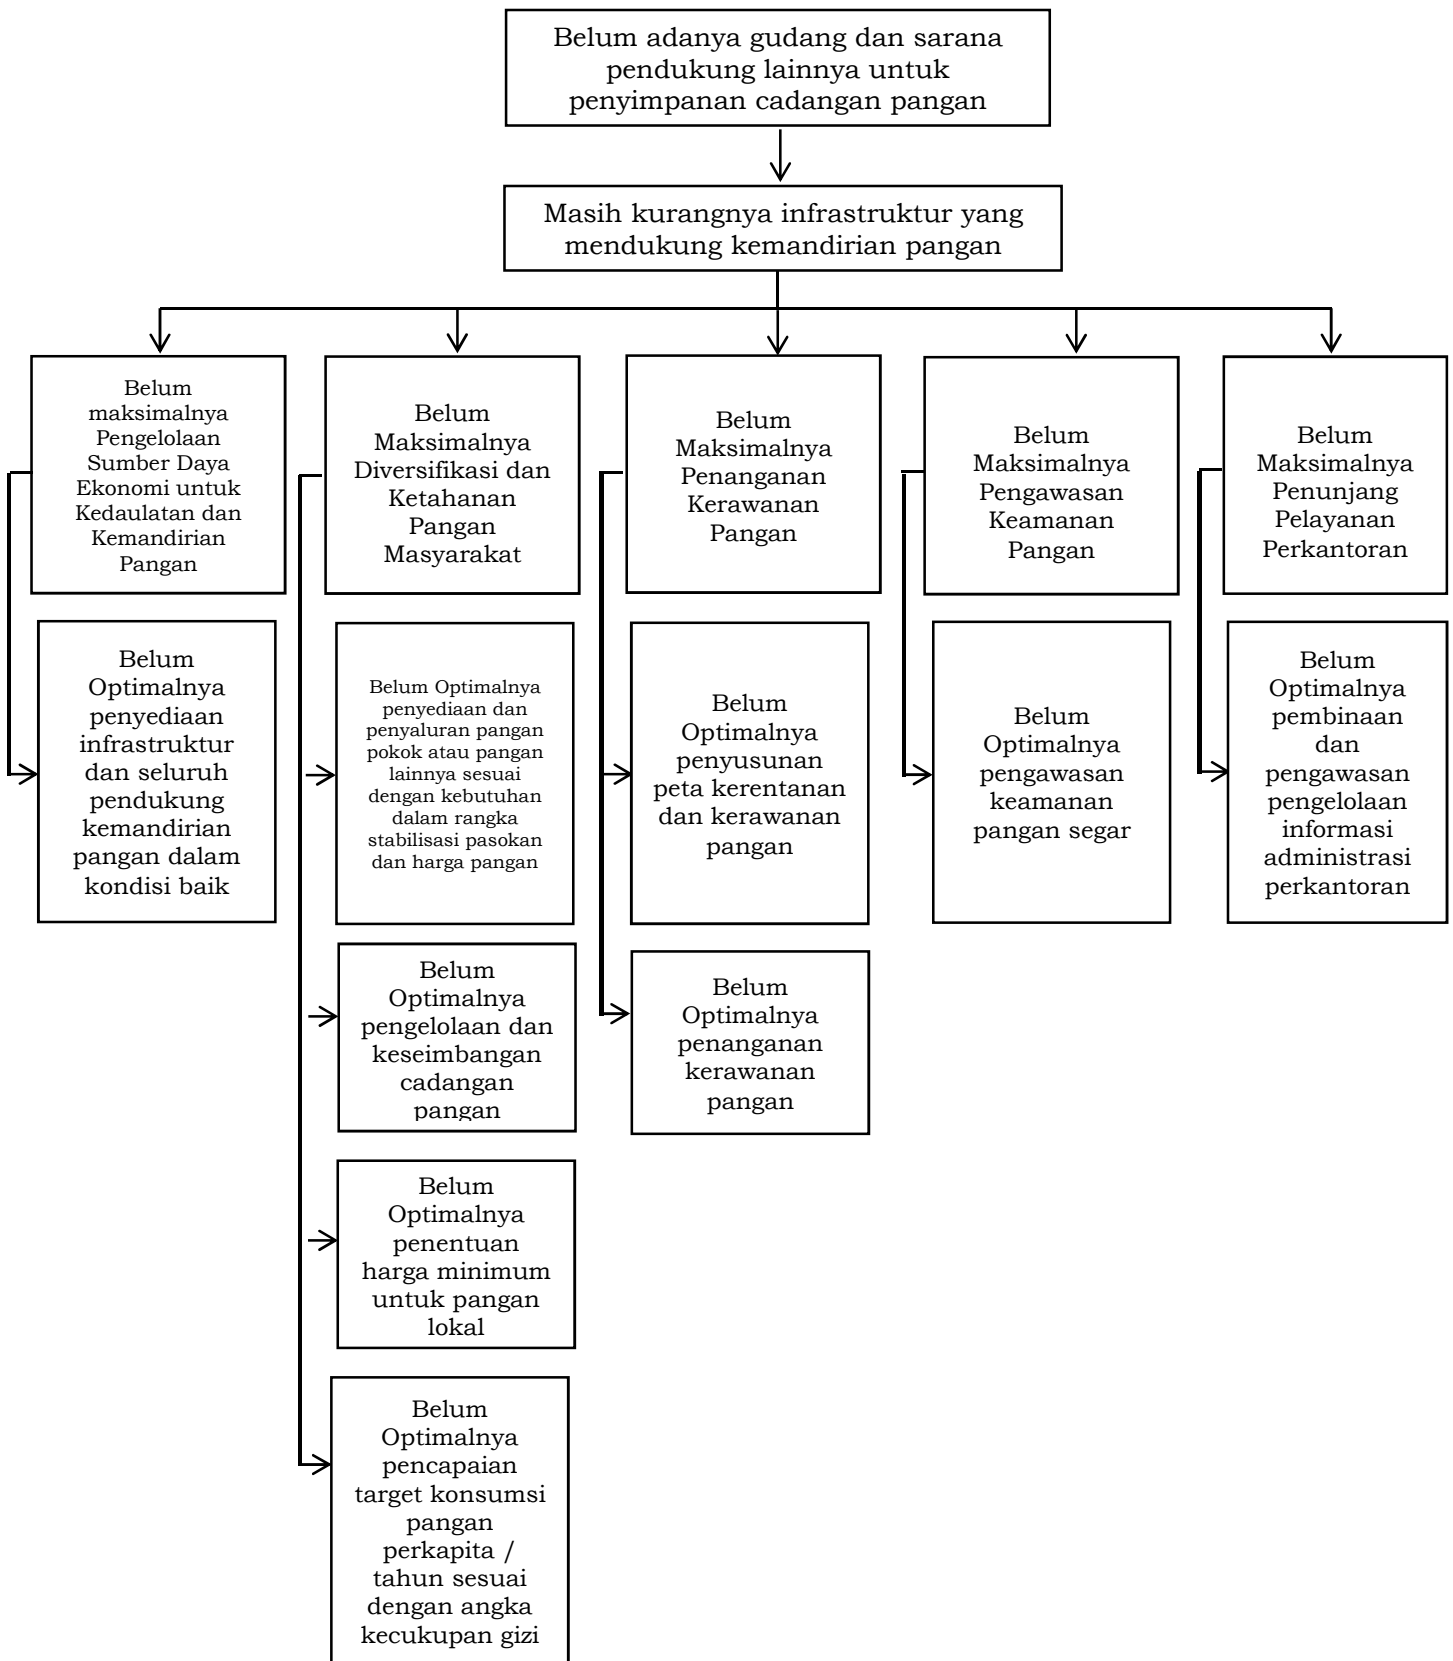 Belum adanya gudang dan sarana
pendukung lainnya untuk
penyimpanan cadangan pangan
Masih kurangnya infrastruktur yang
mendukung kemandirian pangan
Belum
maksimalnya
Pengelolaan
Sumber Daya
Ekonomi untuk
Kedaulatan dan
Kemandirian
Pangan
Belum
Maksimalnya
Diversifikasi dan
Ketahanan
Pangan
Masyarakat
Belum
Maksimalnya
Penanganan
Kerawanan
Pangan
Belum
Maksimalnya
Pengawasan
Keamanan
Pangan
Belum
Maksimalnya
Penunjang
Pelayanan
Perkantoran
Belum
Optimalnya
penyediaan
infrastruktur
dan seluruh
pendukung
kemandirian
pangan dalam
kondisi baik
Belum Optimalnya
penyediaan dan
penyaluran pangan
pokok atau pangan
lainnya sesuai
dengan kebutuhan
dalam rangka
stabilisasi pasokan
dan harga pangan
Belum
Optimalnya
penyusunan
peta kerentanan
dan kerawanan
pangan
Belum
Optimalnya
pengawasan
keamanan
pangan segar
Belum
Optimalnya
pembinaan
dan
pengawasan
pengelolaan
informasi
administrasi
perkantoran
Belum
Optimalnya
pengelolaan dan
keseimbangan
cadangan
pangan
Belum
Optimalnya
penanganan
kerawanan
pangan
Belum
Optimalnya
penentuan
harga minimum
untuk pangan
lokal
Belum
Optimalnya
pencapaian
target konsumsi
pangan
perkapita /
tahun sesuai
dengan angka
kecukupan gizi